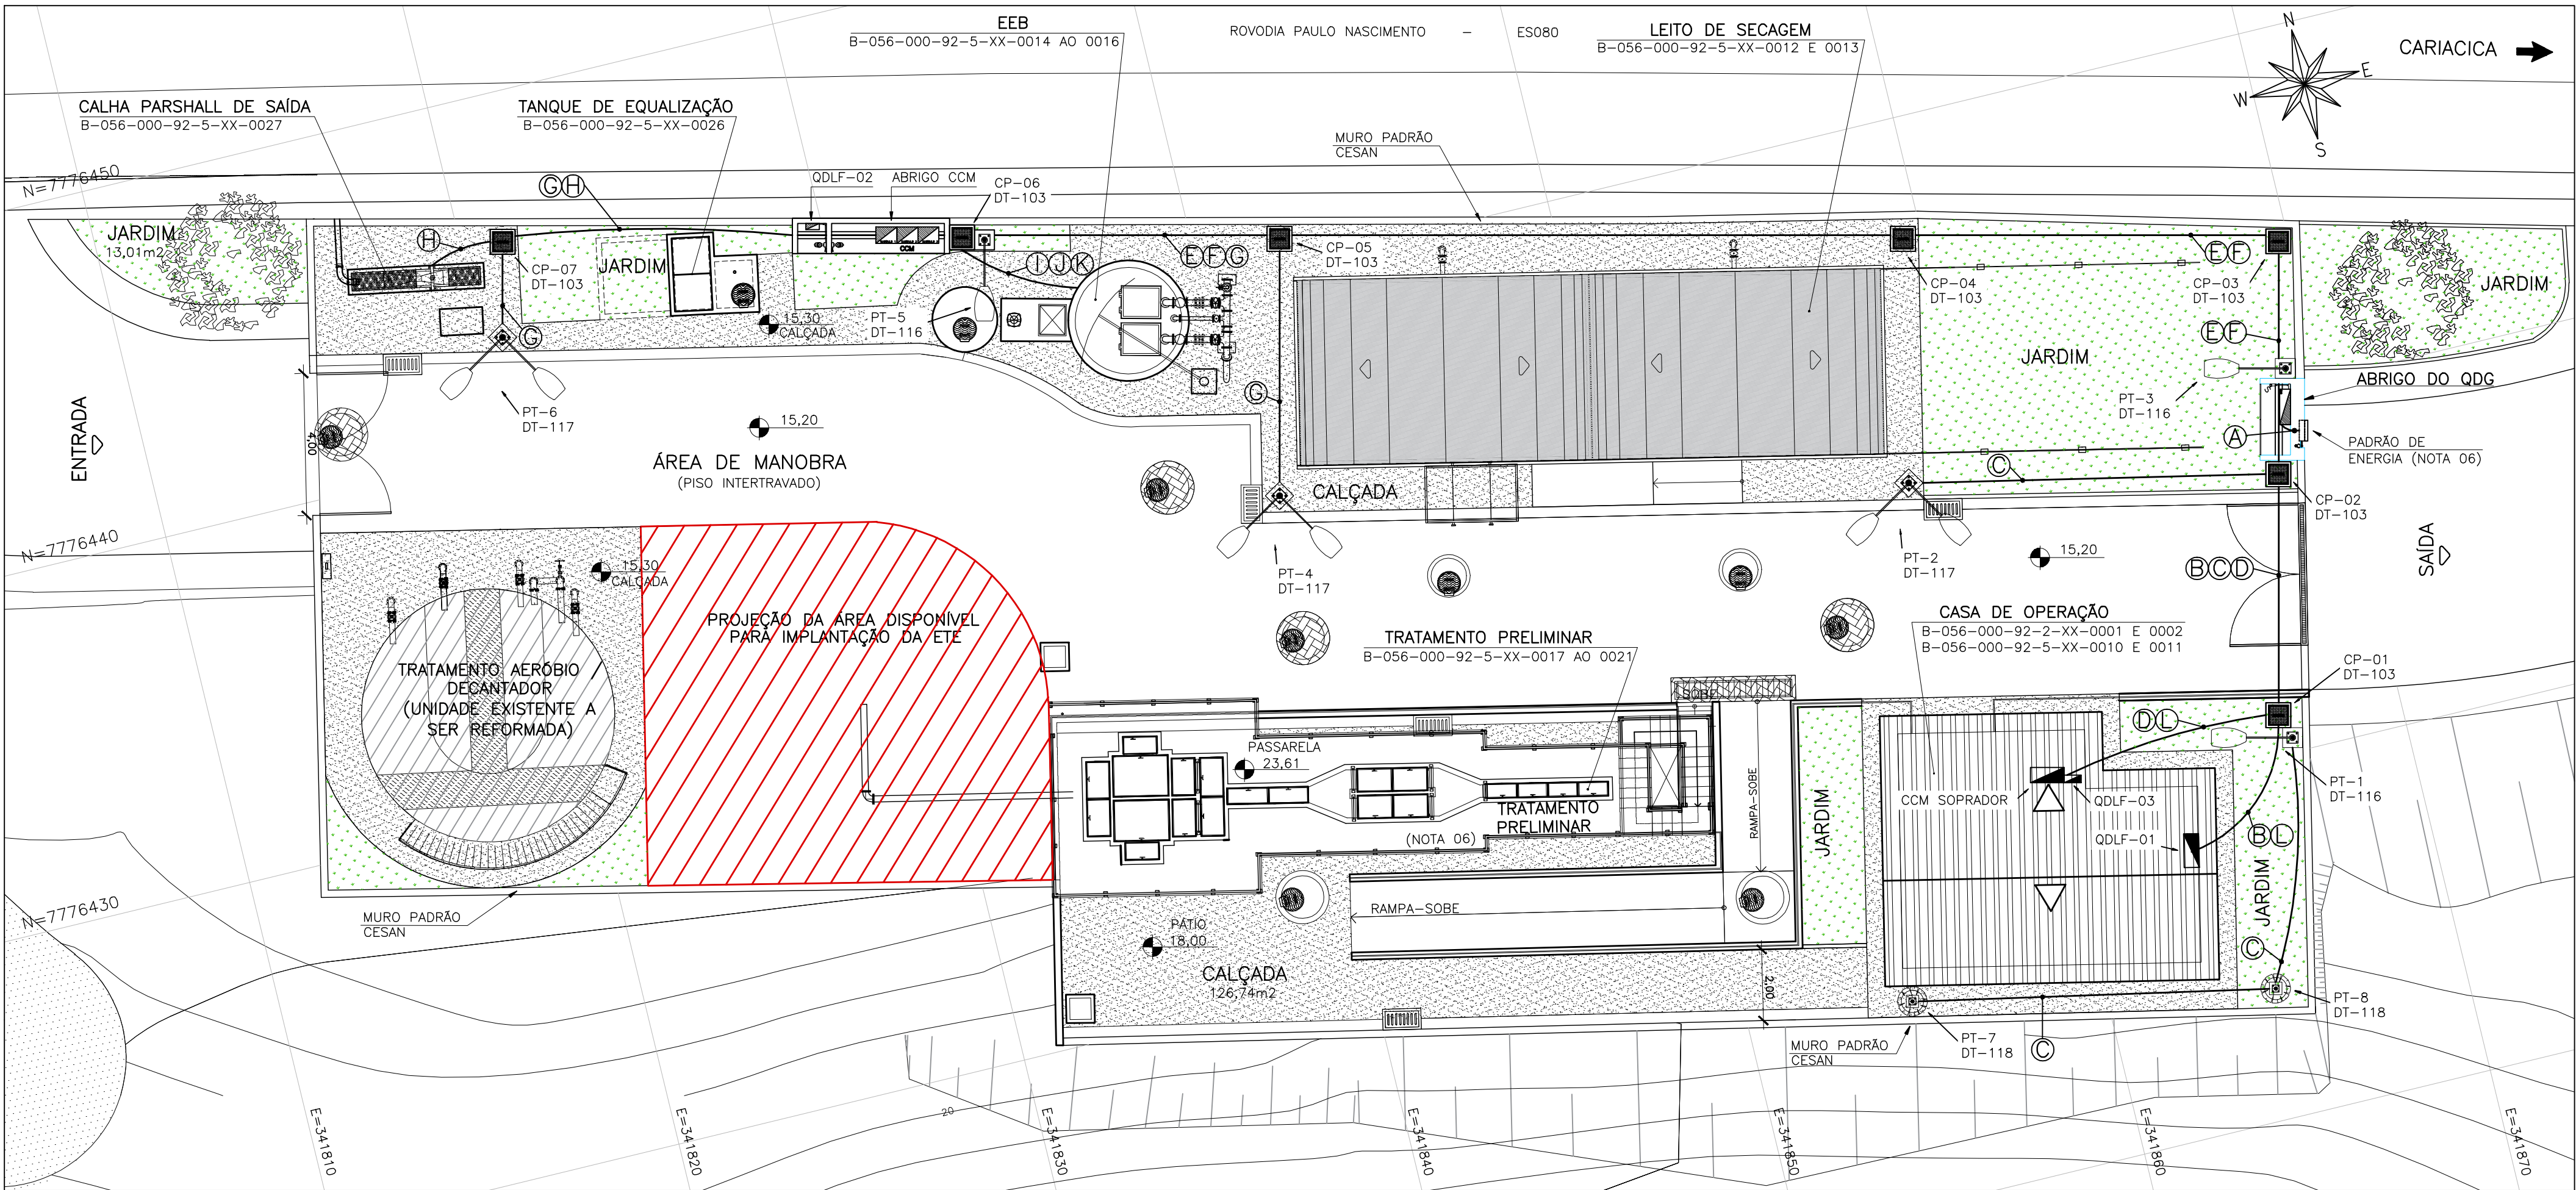 EEB
B-056-000-92-5-XX-0014 AO 0016
ROVODIA PAULO NASCIMENTO - ES080
LEITO DE SECAGEM
B-056-000-92-5-XX-0012 E 0013
N
E
W
S
CARIACICA
CALHA PARSHALL DE SAÍDA
B-056-000-92-5-XX-0027
TANQUE DE EQUALIZAÇÃO
B-056-000-92-5-XX-0026
MURO PADRÃO
CESAN
N=7776450
GH
QDLF-02
ABRIGO CCM
CP-06
DT-103
JARDIM
13,01m2
H
CP-07
DT-103
JARDIM
CCM
IJK
EFG
CP-05
DT-103
CP-04
DT-103
CP-03
DT-103
EF
JARDIM
15,30
CALÇADA
PT-5
DT-116
G
EF
JARDIM
ABRIGO DO QDG
PT-3
DT-116
A
PADRÃO DE
ENERGIA (NOTA 06)
ENTRADA
4,00
PT-6
DT-117
15,20
ÁREA DE MANOBRA
(PISO INTERTRAVADO)
G
CALÇADA
C
CP-02
DT-103
SAÍDA
N=7776440
15,30
CALÇADA
PT-4
DT-117
PT-2
DT-117
15,20
BCD
PROJEÇÃO DA ÁREA DISPONÍVEL
PARA IMPLANTAÇÃO DA ETE
TRATAMENTO AERÓBIO
DECANTADOR
(UNIDADE EXISTENTE A
SER REFORMADA)
TRATAMENTO PRELIMINAR
B-056-000-92-5-XX-0017 AO 0021
CASA DE OPERAÇÃO
B-056-000-92-2-XX-0001 E 0002
B-056-000-92-5-XX-0010 E 0011
CP-01
DT-103
SOBE
DL
PASSARELA
23,61
TRATAMENTO
PRELIMINAR
(NOTA 06)
RAMPA-SOBE
JARDIM
CCM SOPRADOR
QDLF-03
QDLF-01
PT-1
DT-116
BL
JARDIM
N=7776430
MURO PADRÃO
CESAN
RAMPA-SOBE
PÁTIO
18,00
CALÇADA
126,74m2
2,00
C
PT-8
DT-118
MURO PADRÃO
CESAN
PT-7
DT-118
C
20
E=341810
E=341820
E=341830
E=341840
E=341850
E=341860
E=341870